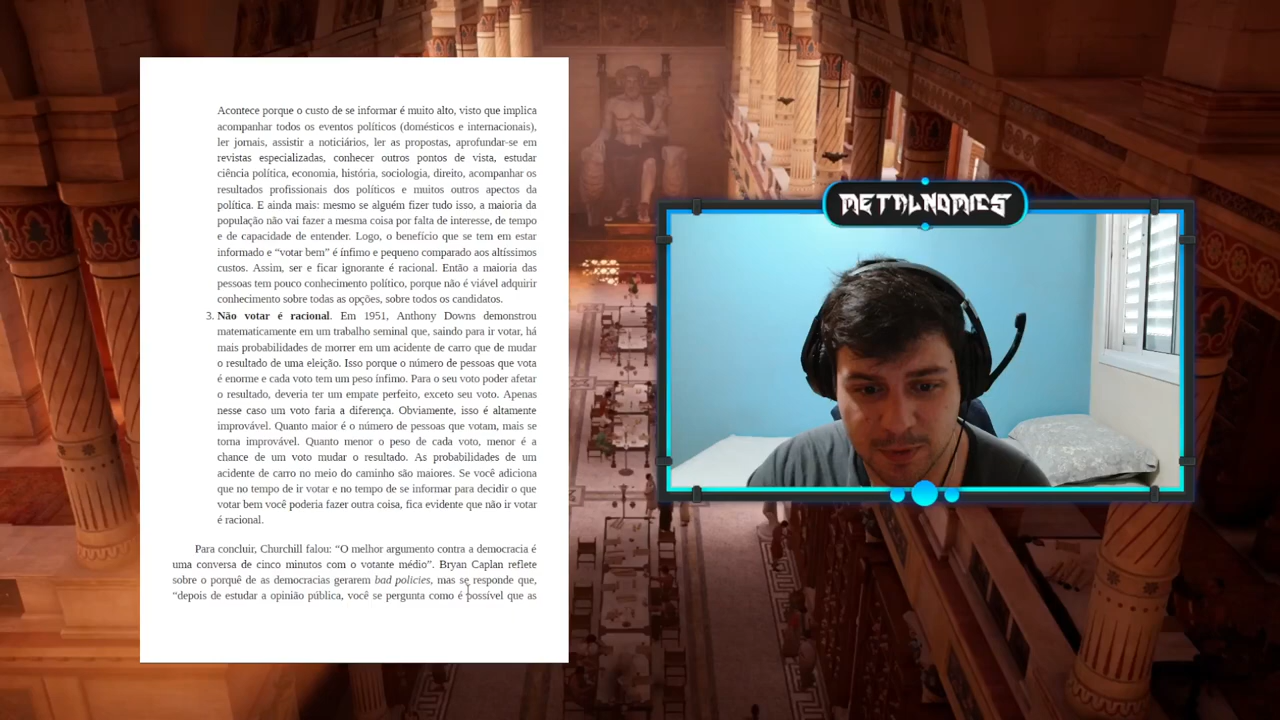 Acontece porque o custo de se informar é muito alto, visto que implica
acompanhar todos os eventos políticos (domésticos e internacionais),
ler jornais, assistir a noticiários, ler as propostas, aprofundar-se em
revistas especializadas, conhecer outros pontos de vista, estudar
ciência política, economia, história, sociologia, direito, acompanhar os
resultados profissionais dos políticos e muitos outros apectos da
política. E ainda mais: mesmo se alguém fizer tudo isso, a maioria da
população não vai fazer a mesma coisa por falta de interesse, de tempo
e de capacidade de entender. Logo, o benefício que se tem em estar
informado e “votar bem” é ínfimo e pequeno comparado aos altíssimos
custos. Assim, ser e ficar ignorante é racional. Então a maioria das
pessoas tem pouco conhecimento político, porque não é viável adquirir
conhecimento sobre todas as opções, sobre todos os candidatos.
3. Não votar é racional. Em 1951, Anthony Downs demonstrou
matematicamente em um trabalho seminal que, saindo para ir votar, há
mais probabilidades de morrer em um acidente de carro que de mudar
o resultado de uma eleição. Isso porque o número de pessoas que vota
é enorme e cada voto tem um peso ínfimo. Para o seu voto poder afetar
o resultado, deveria ter um empate perfeito, exceto seu voto. Apenas
nesse caso um voto faria a diferença. Obviamente, isso é altamente
improvável. Quanto maior é o número de pessoas que votam, mais se
torna improvável. Quanto menor o peso de cada voto, menor é a
chance de um voto mudar o resultado. As probabilidades de um
acidente de carro no meio do caminho são maiores. Se você adiciona
que no tempo de ir votar e no tempo de se informar para decidir o que
votar bem você poderia fazer outra coisa, fica evidente que não ir votar
é racional.
Para concluir, Churchill falou: “O melhor argumento contra a democracia é
uma conversa de cinco minutos com o votante médio”. Bryan Caplan reflete
sobre o porquê de as democracias gerarem bad policies, mas se responde que,
“depois de estudar a opinião pública, você se pergunta como é possível que as
METALNOMICS